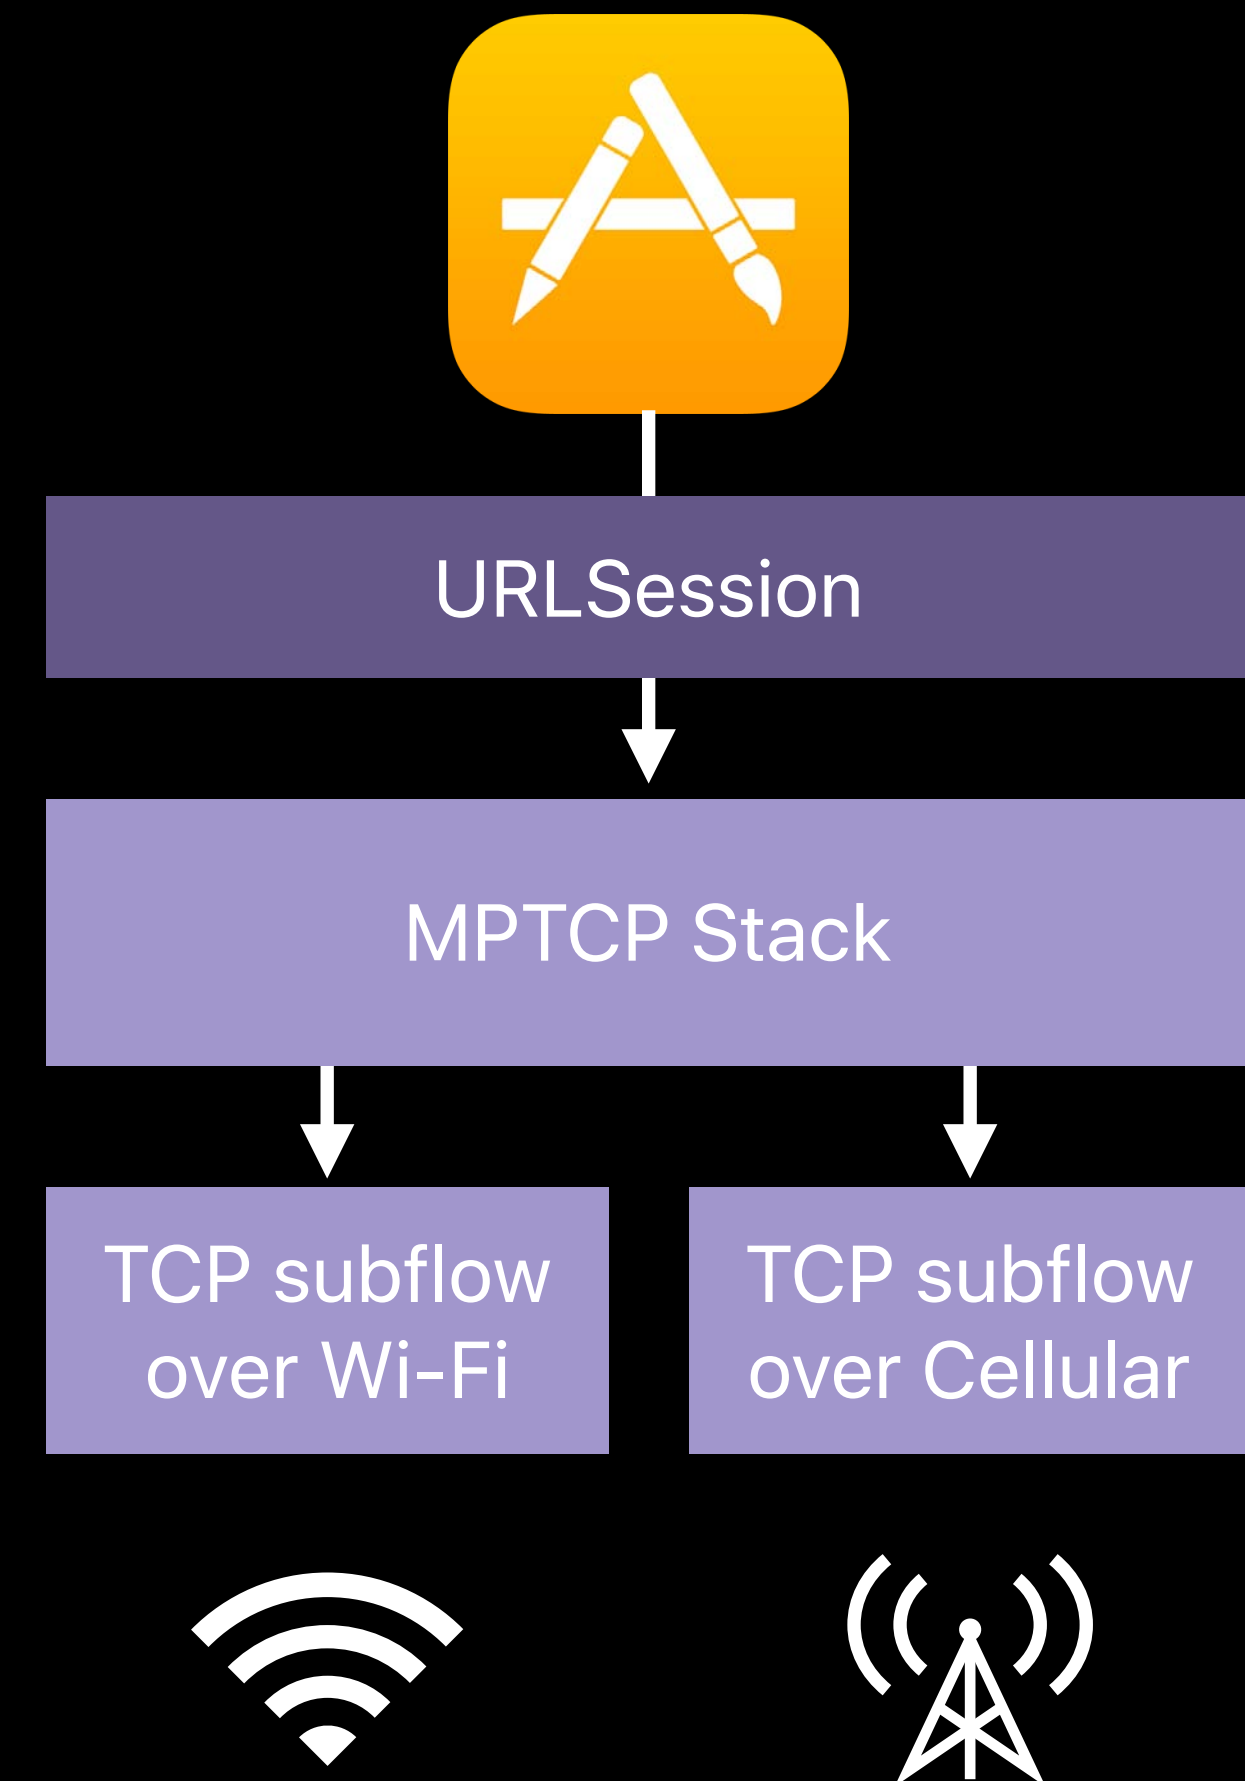 URLSession
MPTCP Stack
TCP subflow
over Wi-Fi
TCP subflow
over Cellular